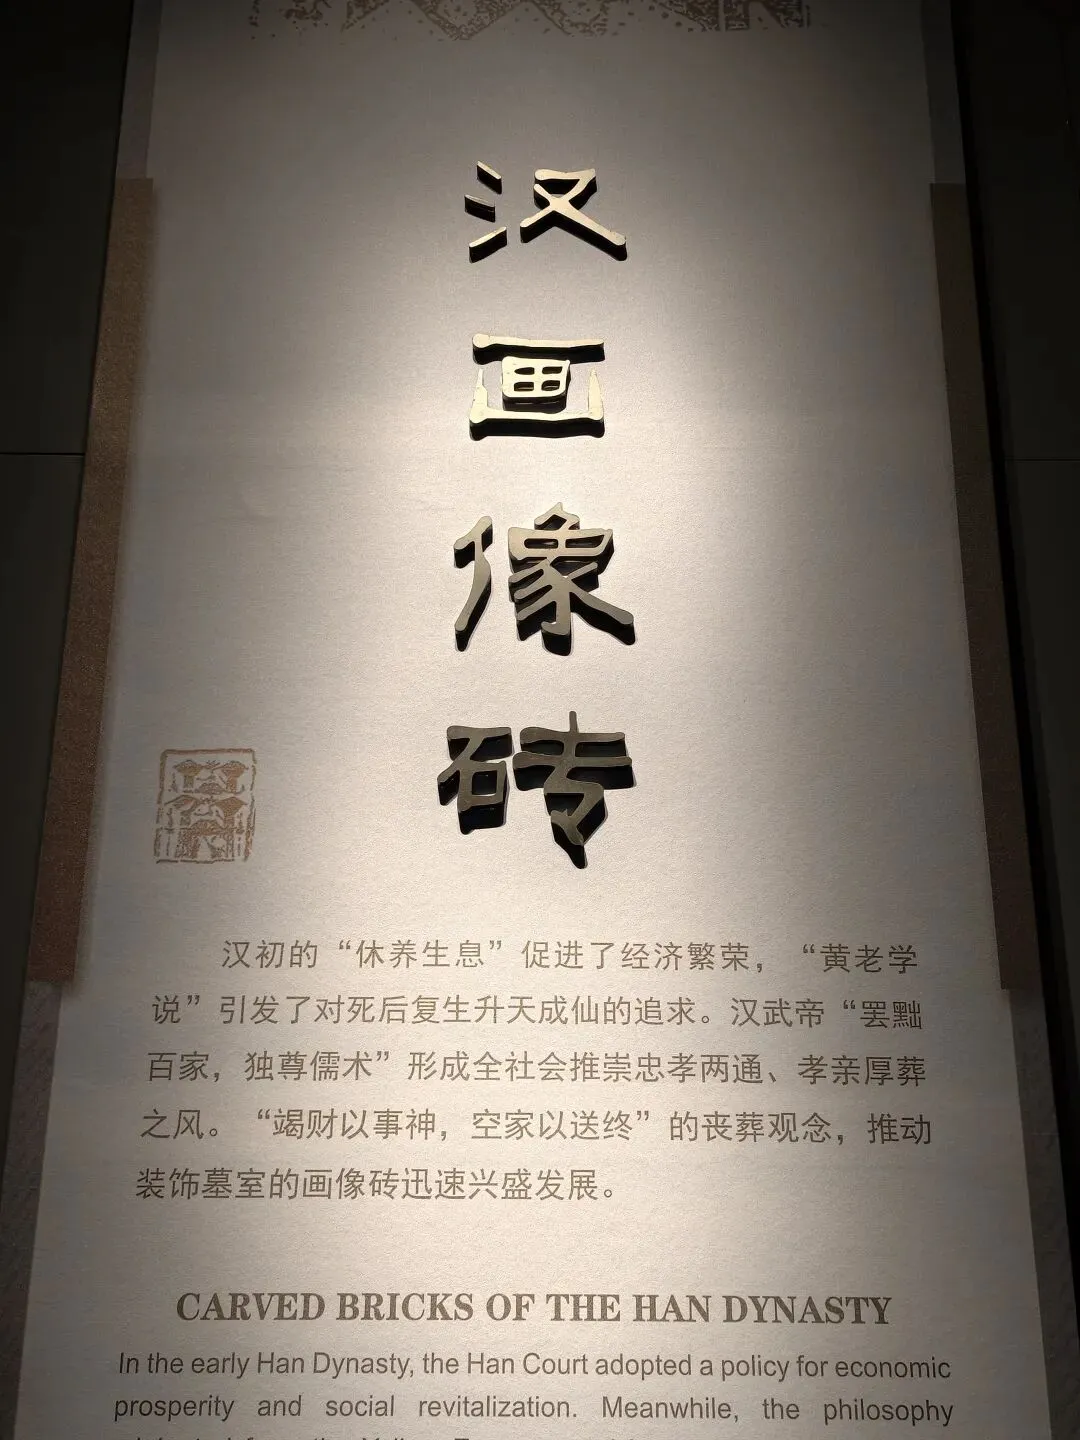 汉画像砖
汉初的“休养生息”促进了经济繁荣，“黄老学
说”引发了对死后复生升天成仙的追求。汉武帝“罢黜
百家，独尊儒术”形成全社会推崇忠孝两通、孝亲厚葬
之风。“竭财以事神，空家以送终”的丧葬观念，推动
装饰墓室的画像砖迅速兴盛发展。
CARVED BRICKS OF THE HAN DYNASTY
In the early Han Dynasty, the Han Court adopted a policy for economic
prosperity and social revitalization. Meanwhile, the philosophy